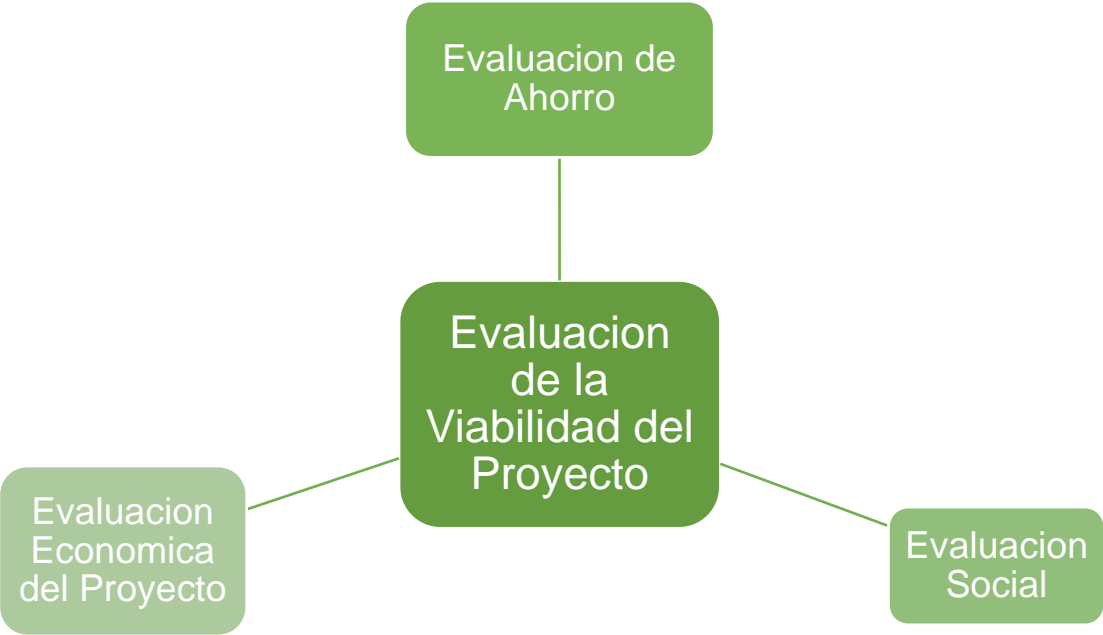 Evaluacion de
Ahorro
Evaluacion
de la
Viabilidad del
Proyecto
Evaluacion
Economica
del Proyecto
Evaluacion
Social